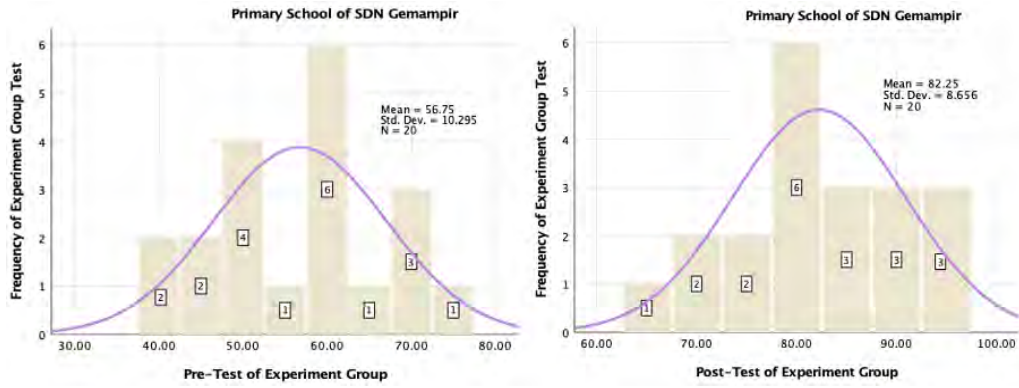 Primary School of SDN Gemampir
Frequency of Experiment Group Test
6
5
4
3
2
1
0
Mean = 56.75
Std. Dev. = 10.295
N = 20
2
2
4
1
6
1
3
1
30.00 40.00 50.00 60.00 70.00 80.00
Pre-Test of Experiment Group
Primary School of SDN Gemampir
Frequency of Experiment Group Test
6
5
4
3
2
1
0
Mean = 82.25
Std. Dev. = 8.656
N = 20
1
2
2
6
3
3
3
60.00 70.00 80.00 90.00 100.00
Post-Test of Experiment Group